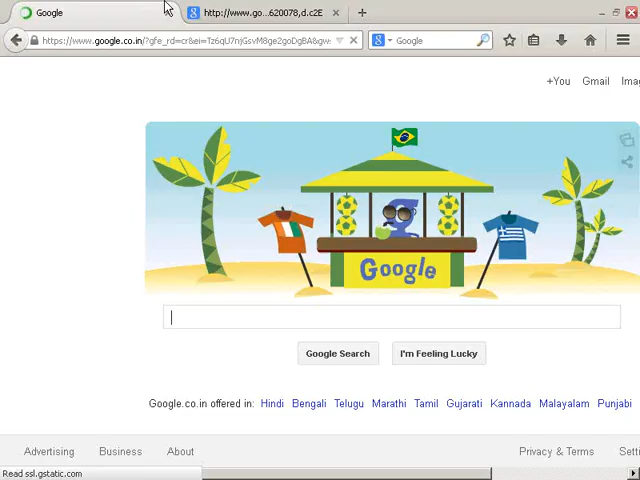 Google
http://www.go...620078,d.c2E
https://www.google.co.in/?gfe_rd=cr&ei=Tz6qU7njGsvM8ge2goDgBA&gw
Google
+You Gmail Ima
Google
Google Search
I'm Feeling Lucky
Google.co.in offered in: Hindi Bengali Telugu Marathi Tamil Gujarati Kannada Malayalam Punjabi
Advertising Business About Privacy & Terms Setti
Read ssl.gstatic.com